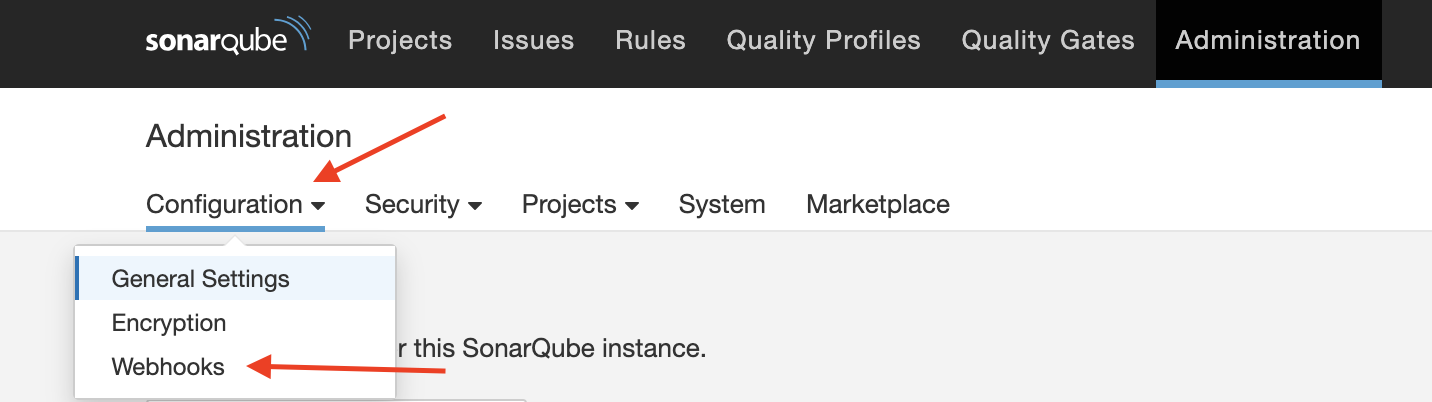 sonarqube Projects Issues Rules Quality Profiles Quality Gates Administration
Administration
Configuration Security Projects System Marketplace
General Settings
Encryption
r this SonarQube instance.
Webhooks